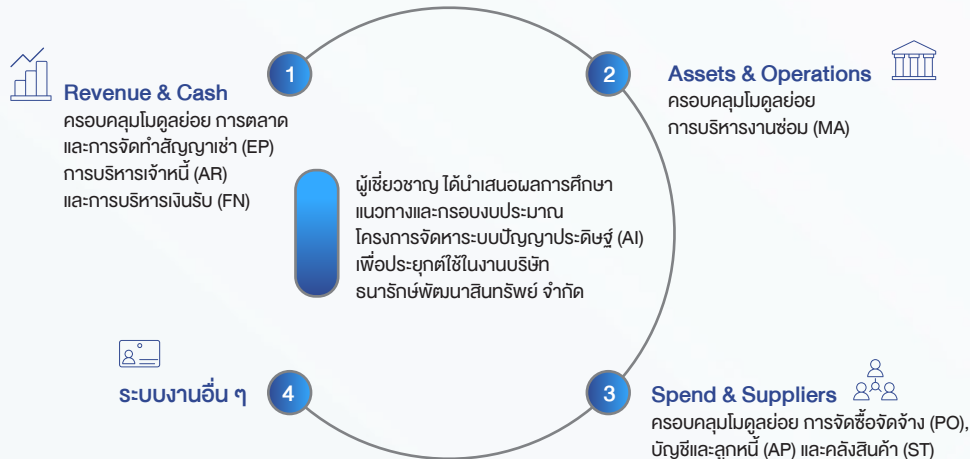 1
Revenue & Cash
ครอบคลุมโมดูลย่อย การตลาด
และการจัดทำสัญญาเช่า (EP)
การบริหารเจ้าหนี้ (AR)
และการบริหารเงินรับ (FN)
2
Assets & Operations
ครอบคลุมโมดูลย่อย
การบริหารงานซ่อม (MA)
ผู้เชี่ยวชาญ ได้นำเสนอผลการศึกษา
แนวทางและกรอบงบประมาณ
โครงการจัดหาระบบปัญญาประดิษฐ์ (AI)
เพื่อประยุกต์ใช้ในงานบริษัท
ธนารักษ์พัฒนาสินทรัพย์ จำกัด
3
Spend & Suppliers
ครอบคลุมโมดูลย่อย การจัดซื้อจัดจ้าง (PO),
บัญชีและลูกหนี้ (AP) และคลังสินค้า (ST)
4
ระบบงานอื่น ๆ